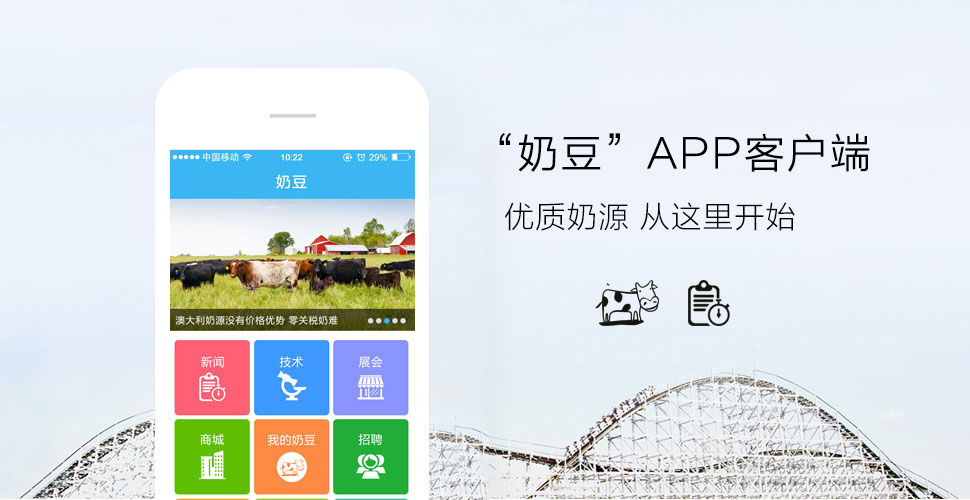 中国移动 10:22 29%
奶豆
澳大利奶源没有价格优势 零关税奶难
新闻 技术 展会
商城 我的奶豆 招聘
“奶豆” APP客户端
优质奶源 从这里开始